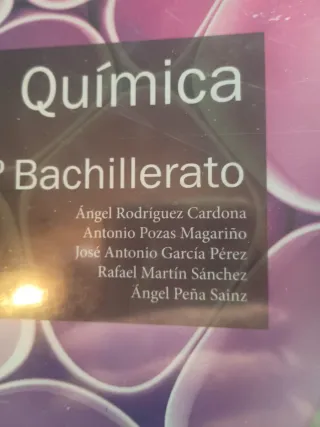 Química
º Bachillerato
Ángel Rodríguez Cardona
Antonio Pozas Magariño
José Antonio García Pérez
Rafael Martín Sánchez
Ángel Peña Sainz